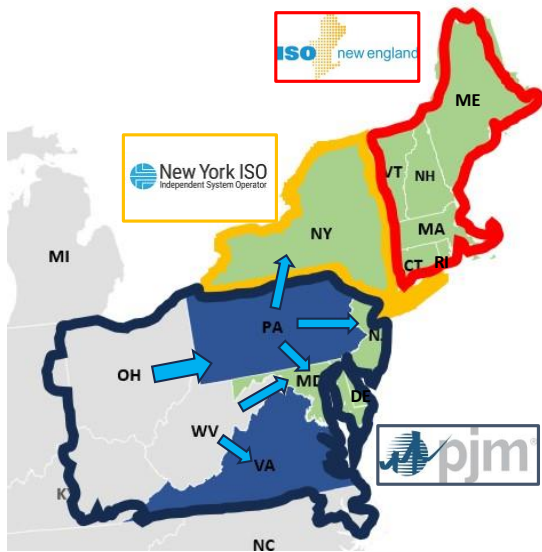 ISO new england
ME
New York ISO
Independent System Operator
VT
NH
NY
MA
MI
CT
RI
PA
OH
MD
DE
WV
pjm®
VA
NC